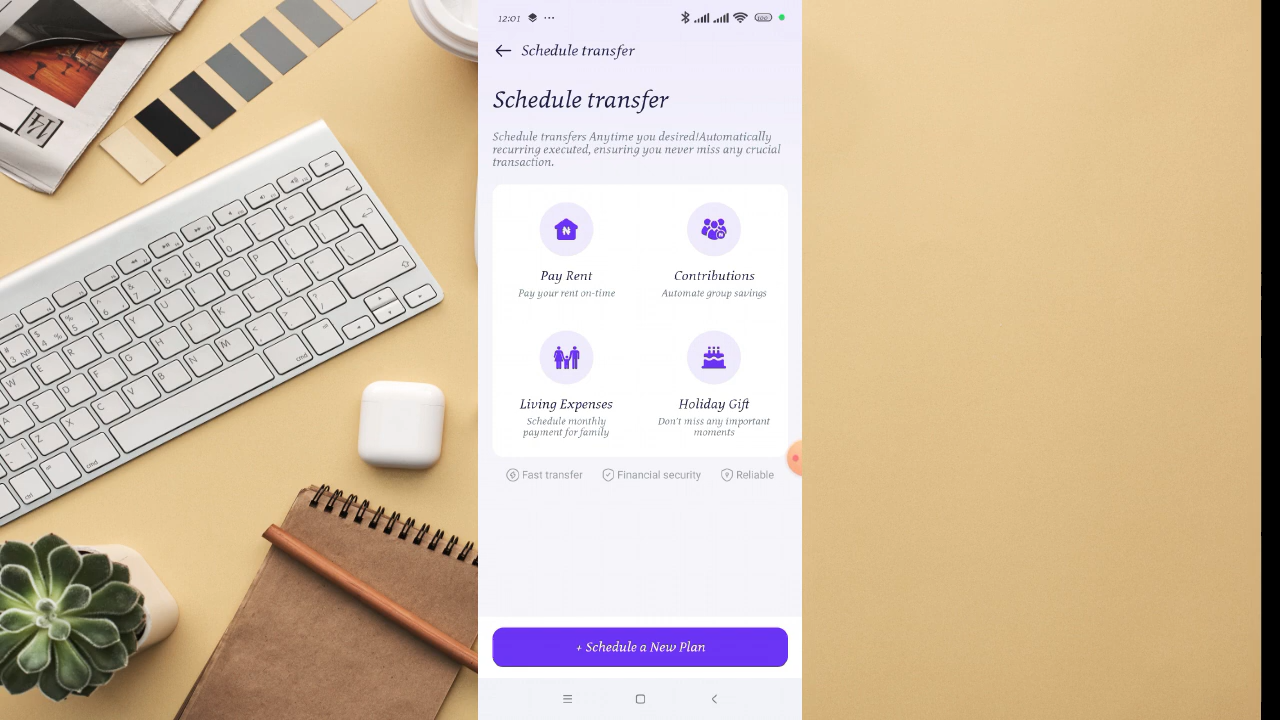 12:01
100
Schedule transfer
Schedule transfer
Schedule transfers Anytime you desired!Automatically
recurring executed, ensuring you never miss any crucial
transaction.
Pay Rent
Pay your rent on-time
Contributions
Automate group savings
Living Expenses
Schedule monthly
payment for family
Holiday Gift
Don't miss any important
moments
Fast transfer
Financial security
Reliable
+ Schedule a New Plan